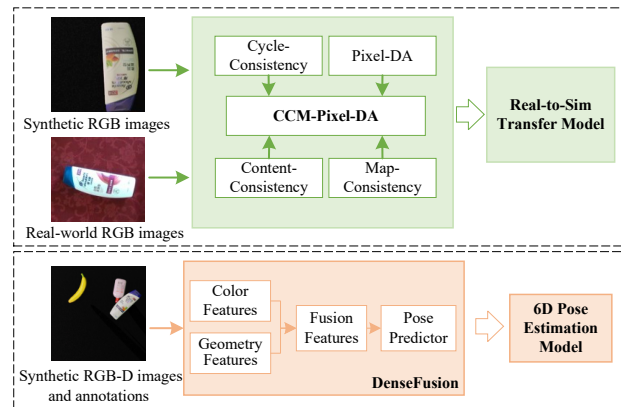 Synthetic RGB images
Real-world RGB images
Cycle-
Consistency
Pixel-DA
CCM-Pixel-DA
Content-
Consistency
Map-
Consistency
Real-to-Sim
Transfer Model
Synthetic RGB-D images
and annotations
Color
Features
Geometry
Features
Fusion
Features
Pose
Predictor
DenseFusion
6D Pose
Estimation
Model